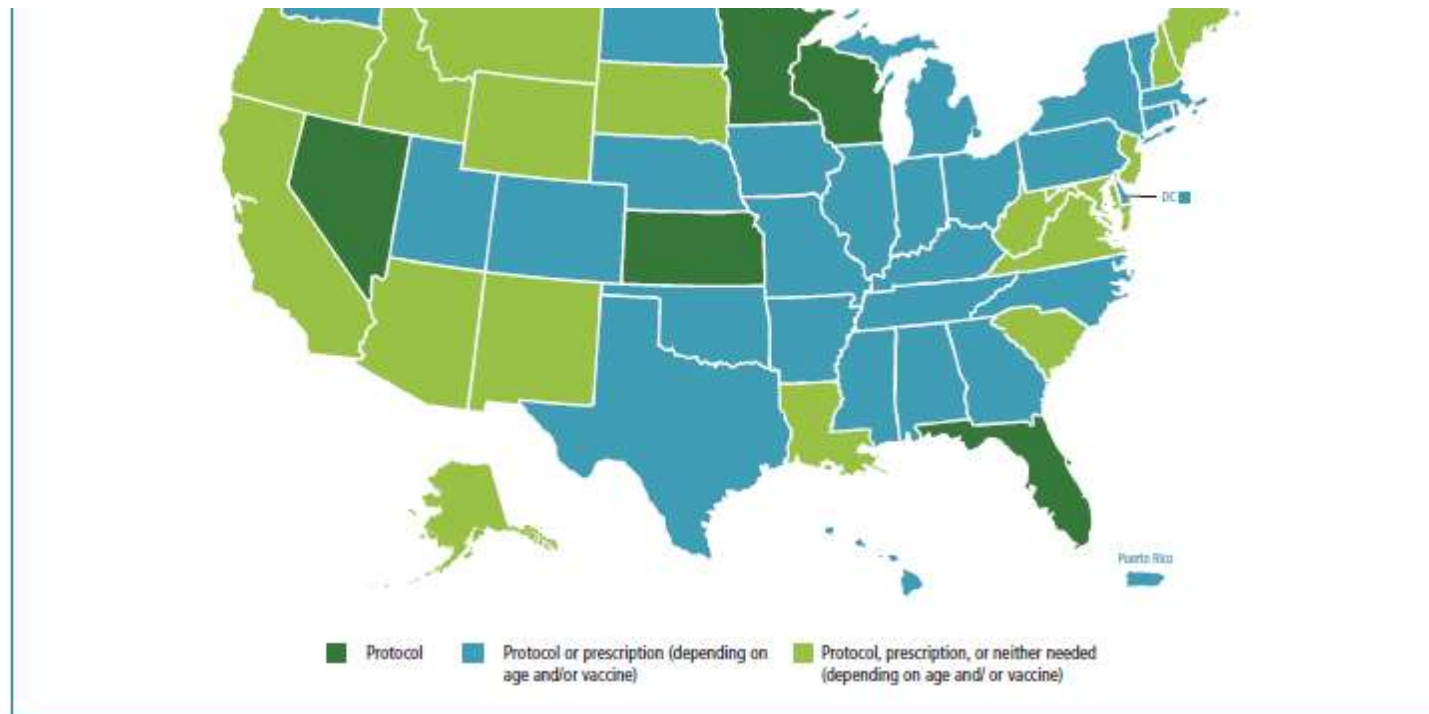 DC
Puerto Rico
Protocol
Protocol or prescription (depending on
age and/or vaccine)
Protocol, prescription, or neither needed
(depending on age and/ or vaccine)